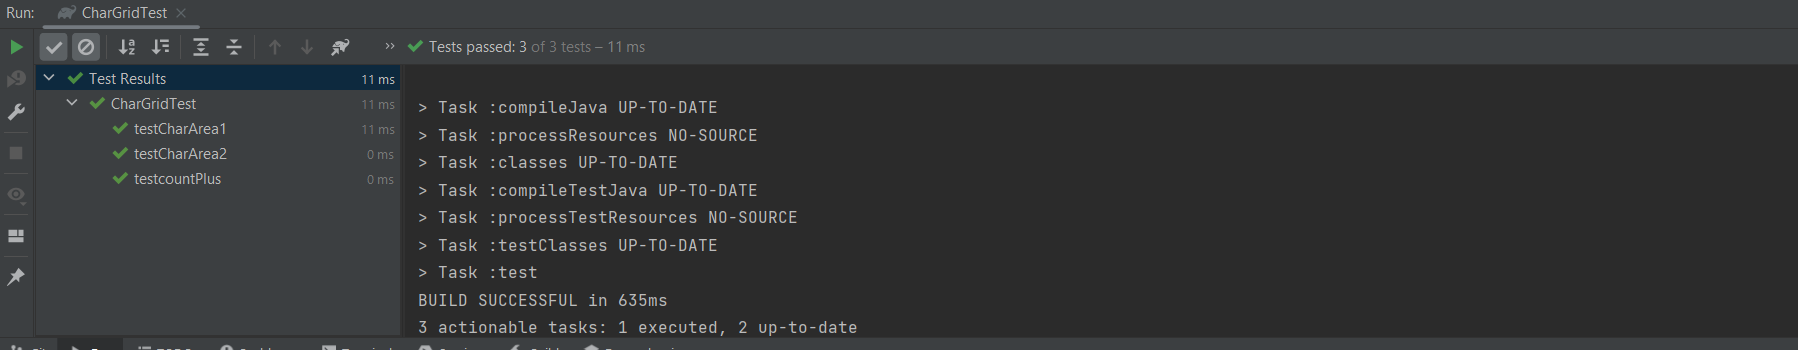 Run: CharGridTest
Tests passed: 3 of 3 tests – 11 ms
Test Results 11 ms
CharGridTest 11 ms
testCharArea1 11 ms
testCharArea2 0 ms
testcountPlus 0 ms
> Task :compileJava UP-TO-DATE
> Task :processResources NO-SOURCE
> Task :classes UP-TO-DATE
> Task :compileTestJava UP-TO-DATE
> Task :processTestResources NO-SOURCE
> Task :testClasses UP-TO-DATE
> Task :test
BUILD SUCCESSFUL in 635ms
3 actionable tasks: 1 executed, 2 up-to-date